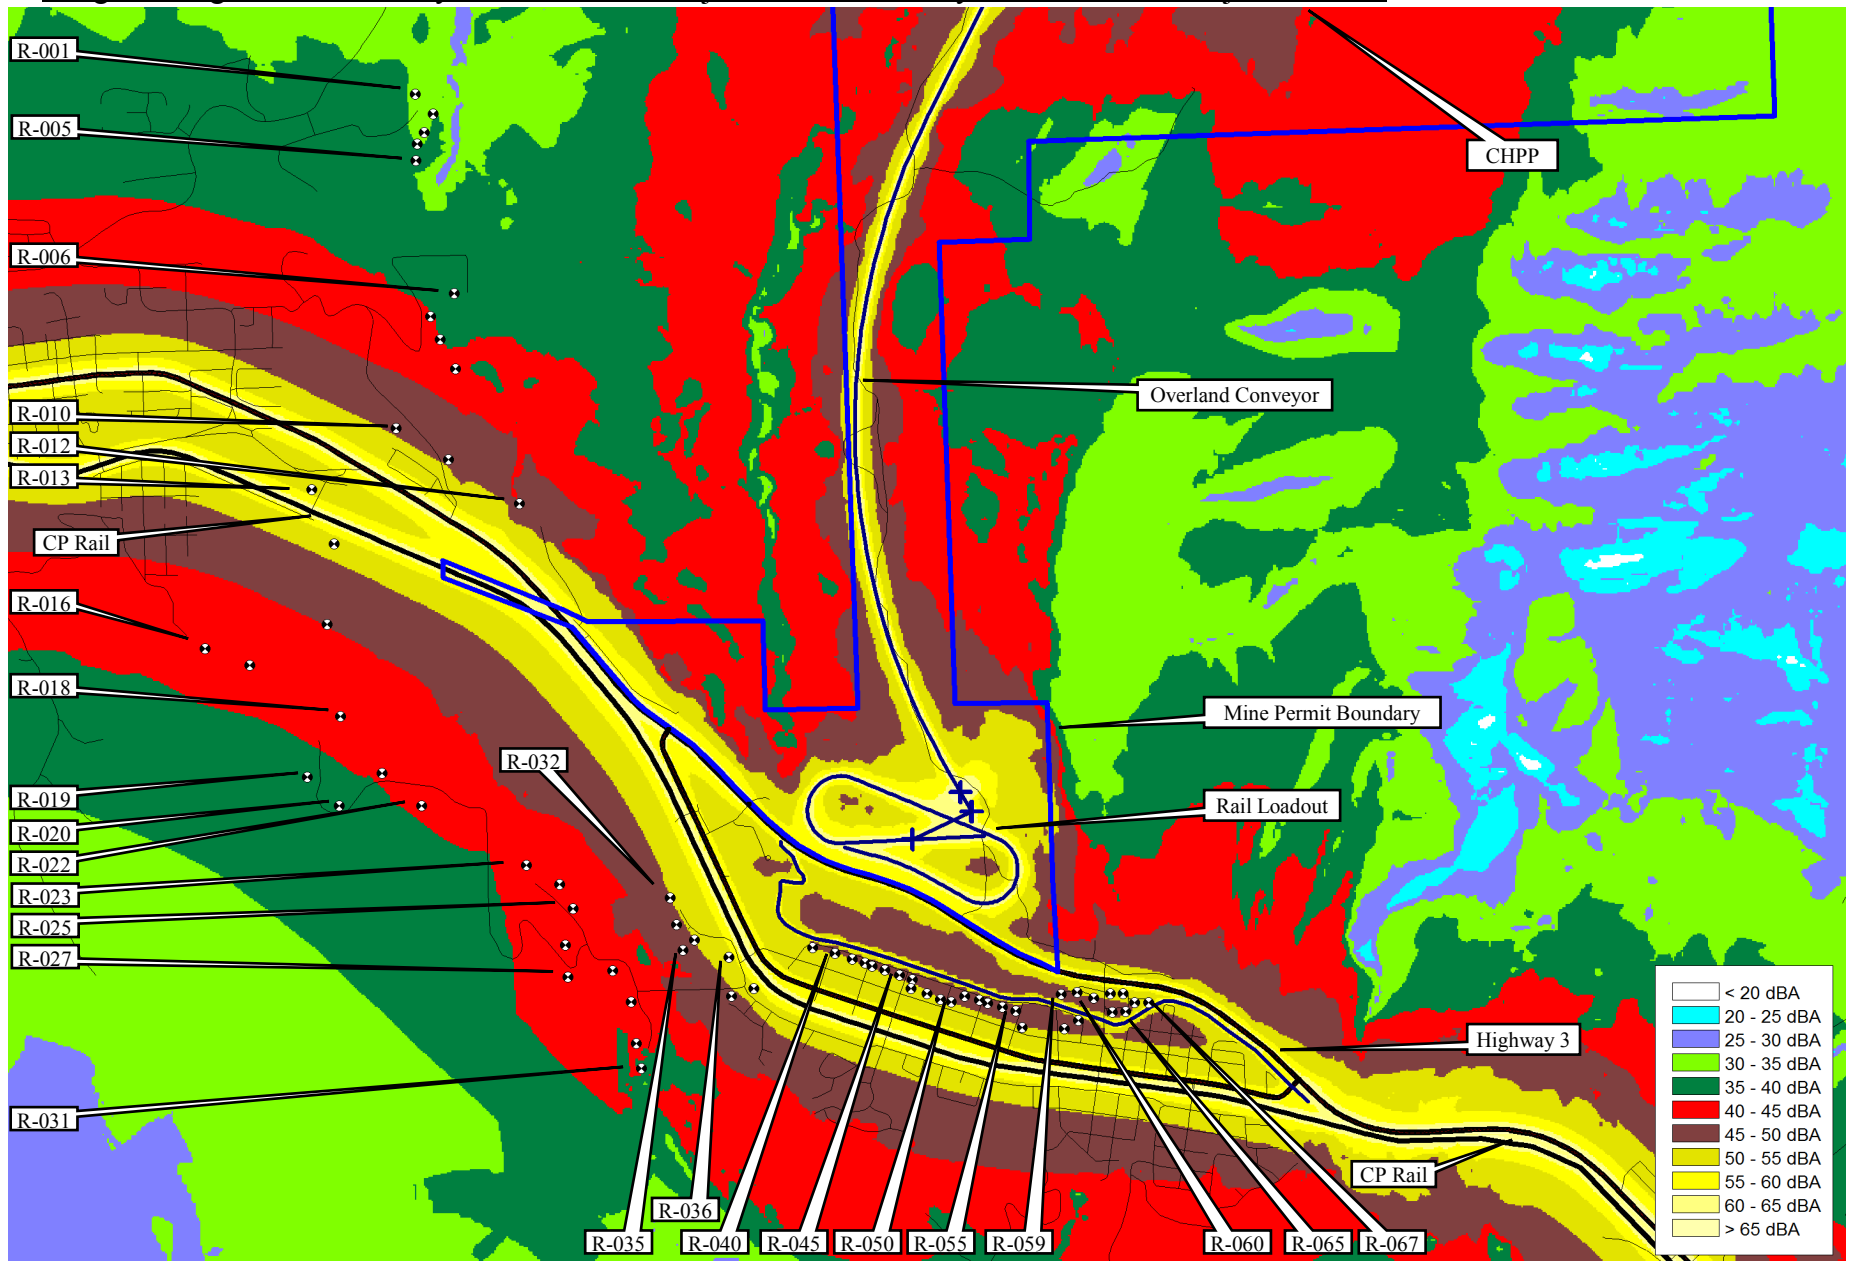 R-001
R-005
CHPP
R-006
Overland Conveyor
R-010
R-012
R-013
CP Rail
R-016
R-018
Mine Permit Boundary
R-032
R-019
Rail Loadout
R-020
R-022
R-023
R-025
R-027
Highway 3
R-031
CP Rail
R-036
R-035
R-040
R-045
R-050
R-055
R-059
R-060
R-065
R-067
< 20 dBA
20 - 25 dBA
25 - 30 dBA
30 - 35 dBA
35 - 40 dBA
40 - 45 dBA
45 - 50 dBA
50 - 55 dBA
55 - 60 dBA
60 - 65 dBA
> 65 dBA